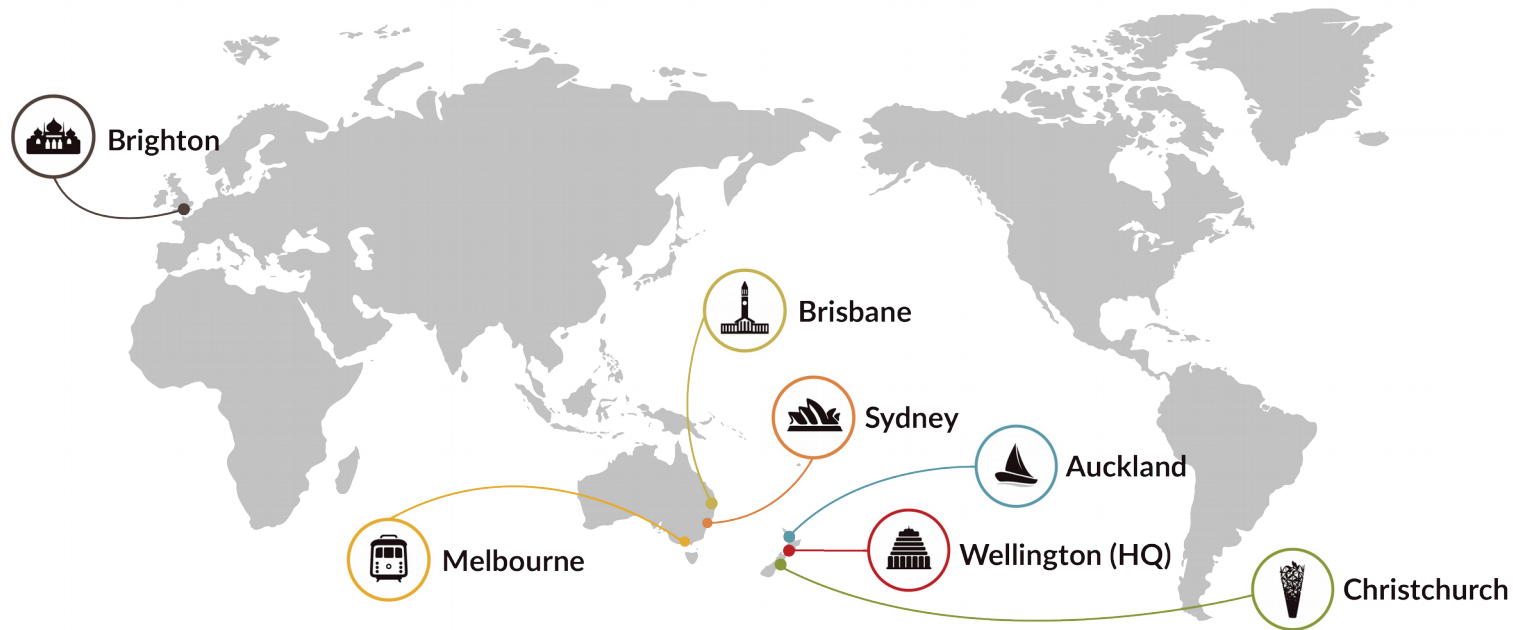 Brighton
Brisbane
Sydney
Auckland
Wellington (HQ)
Melbourne
Christchurch